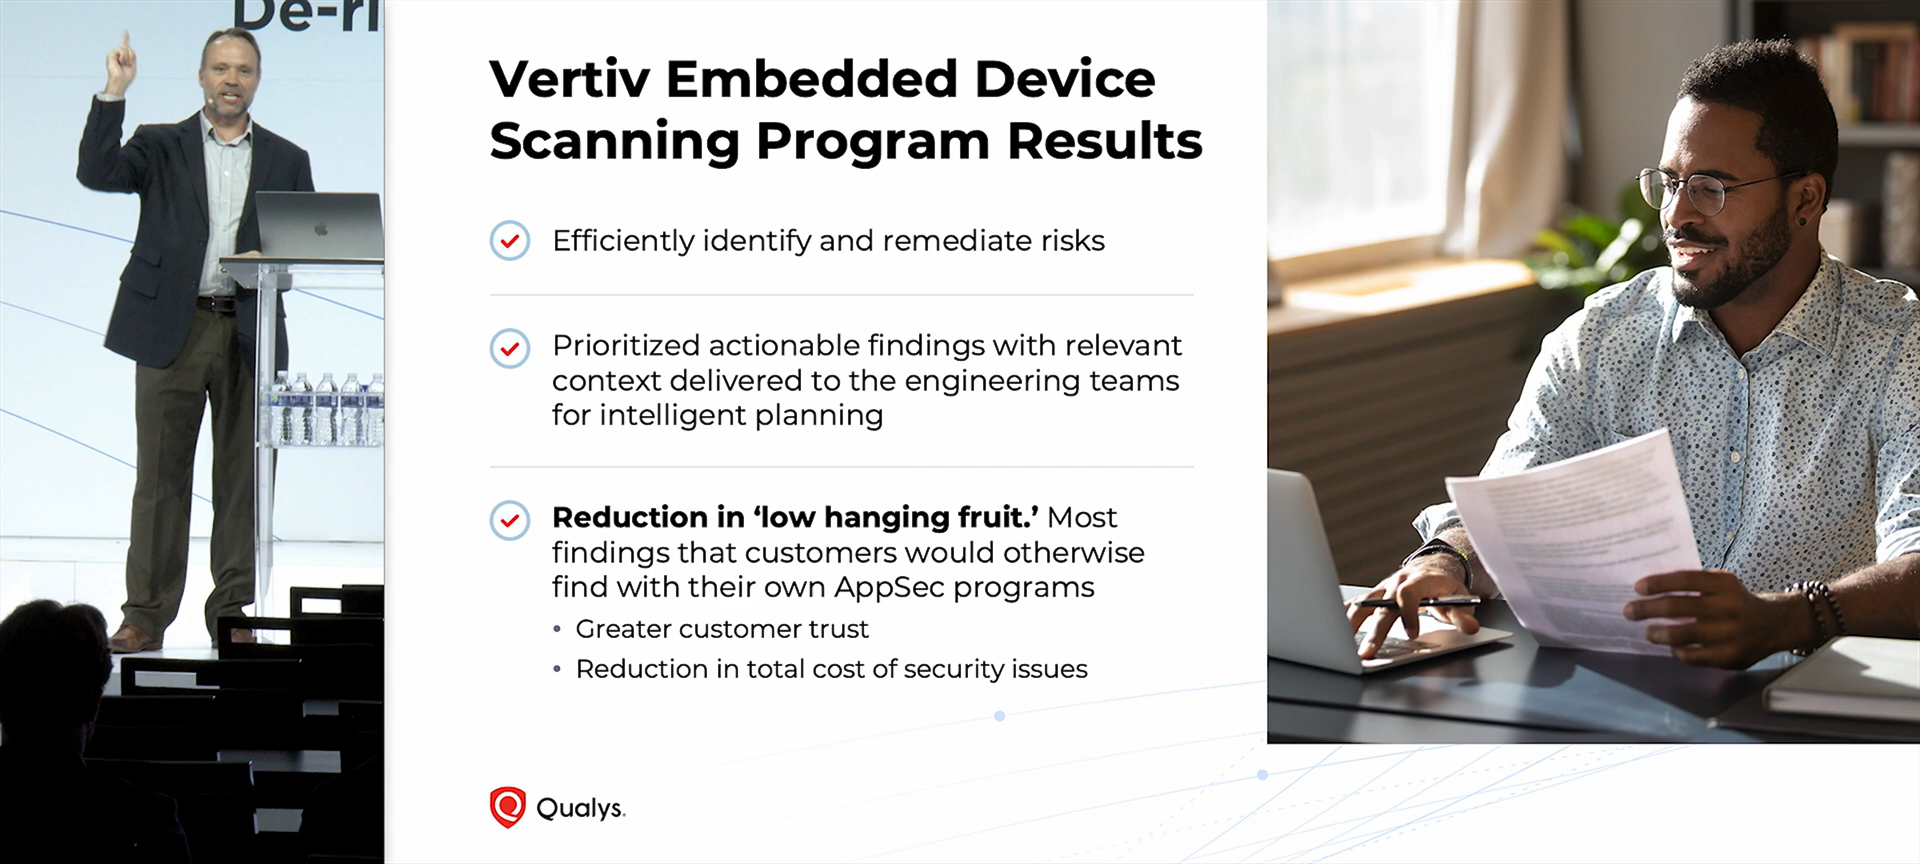 De-ri
Vertiv Embedded Device
Scanning Program Results
Efficiently identify and remediate risks
Prioritized actionable findings with relevant
context delivered to the engineering teams
for intelligent planning
Reduction in ‘low hanging fruit.’ Most
findings that customers would otherwise
find with their own AppSec programs
• Greater customer trust
• Reduction in total cost of security issues
Qualys.